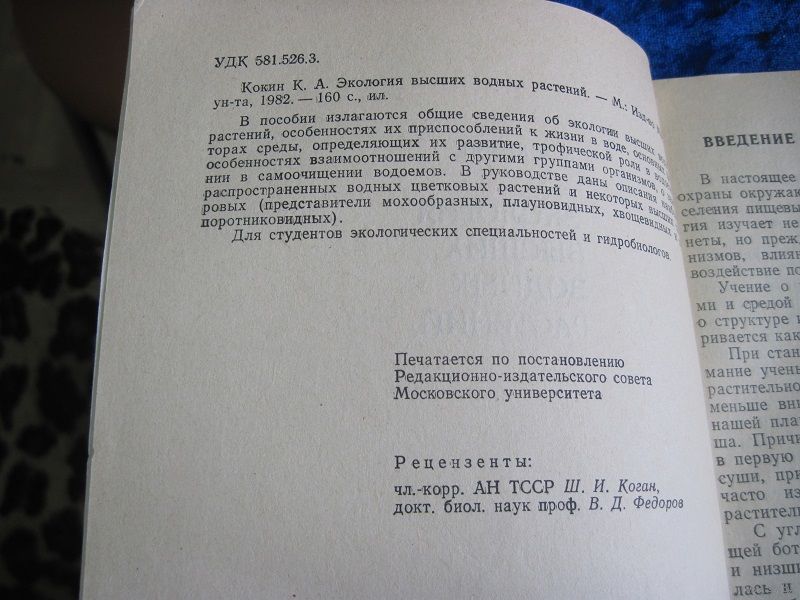 УДК 581.526.3.
Кокин К. А. Экология высших водных растений. — М.: Изд-во
ун-та, 1982. — 160 с., ил.
В пособии излагаются общие сведения об экологии высших
растений, особенностях их приспособлений к жизни в воде, основных
торах среды, определяющих их развитие, трофической роли в
особенностях взаимоотношений с другими группами организмов, о
нии в самоочищении водоемов. В руководстве даны описания
распространенных водных цветковых растений и некоторых высших
ровых (представители мохообразных, плауновидных, хвощевидных и
поротниковидных).
Для студентов экологических специальностей и гидробиологов.
Печатается по постановлению
Редакционно-издательского совета
Московского университета
Рецензенты:
чл.-корр. АН ТССР Ш. И. Коган,
докт. биол. наук проф. В. Д. Федоров
ВВЕДЕНИЕ
В настоящее
охраны окружаю
селения пищевы
гия изучает не
неты, но преж
низмов, влиян
воздействие по
Учение о
ми и средой
о структуре и
ривается как
При стан
мание учены
растительно
меньше вни
нашей пла
ша. Причи
в первую
суши, при
часто из
растител
С угл
щей бот
и низши
лась и